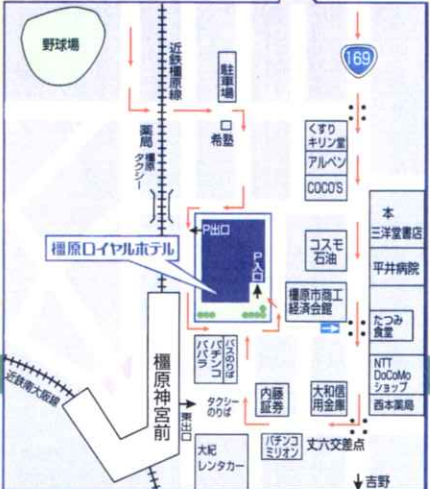 野球場
近鉄橿原線
駐車場
169
薬局
橿原
タクシー
希塾
くすり
キリン堂
アルペン
COCO'S
P出口
橿原ロイヤルホテル
P入口
コスモ
石油
本
三洋堂書店
平井病院
橿原市商工
経済会館
たつみ
食堂
バスのりば
パチンコ
パパラ
NTT
DoCoMo
ショップ
近鉄南大阪線
橿原神宮前
東出口
タクシー
のりば
内藤
証券
大和信
用金庫
西本薬局
大紀
レンタカー
パチンコ
ミリオン
丈六交差点
吉野